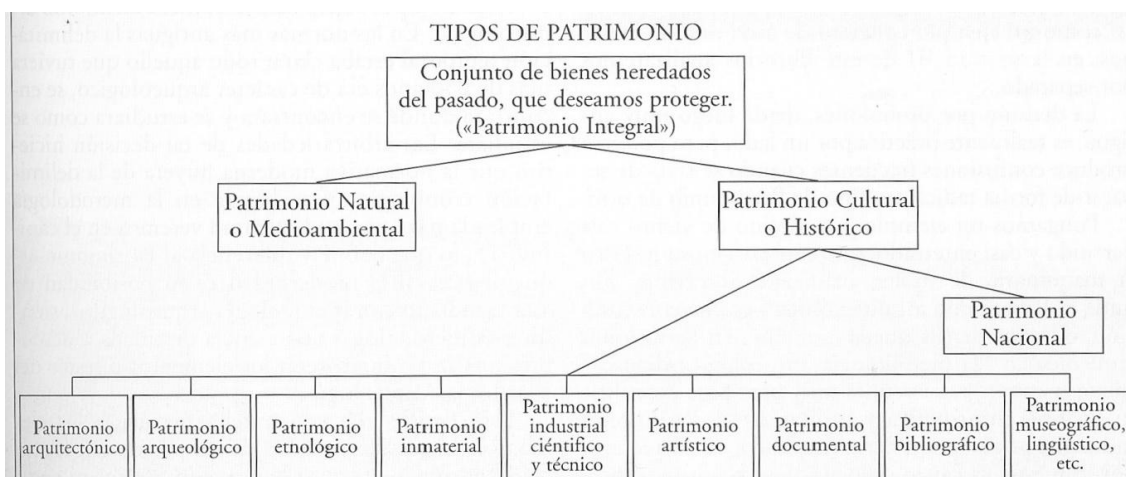 TIPOS DE PATRIMONIO
Conjunto de bienes heredados
del pasado, que deseamos proteger.
(«Patrimonio Integral»)
Patrimonio Natural
o Medioambiental
Patrimonio Cultural
o Histórico
Patrimonio
Nacional
Patrimonio
arquitectónico
Patrimonio
arqueológico
Patrimonio
etnológico
Patrimonio
inmaterial
Patrimonio
industrial
ciéntifico
y técnico
Patrimonio
artístico
Patrimonio
documental
Patrimonio
bibliográfico
Patrimonio
museográfico,
lingüístico,
etc.